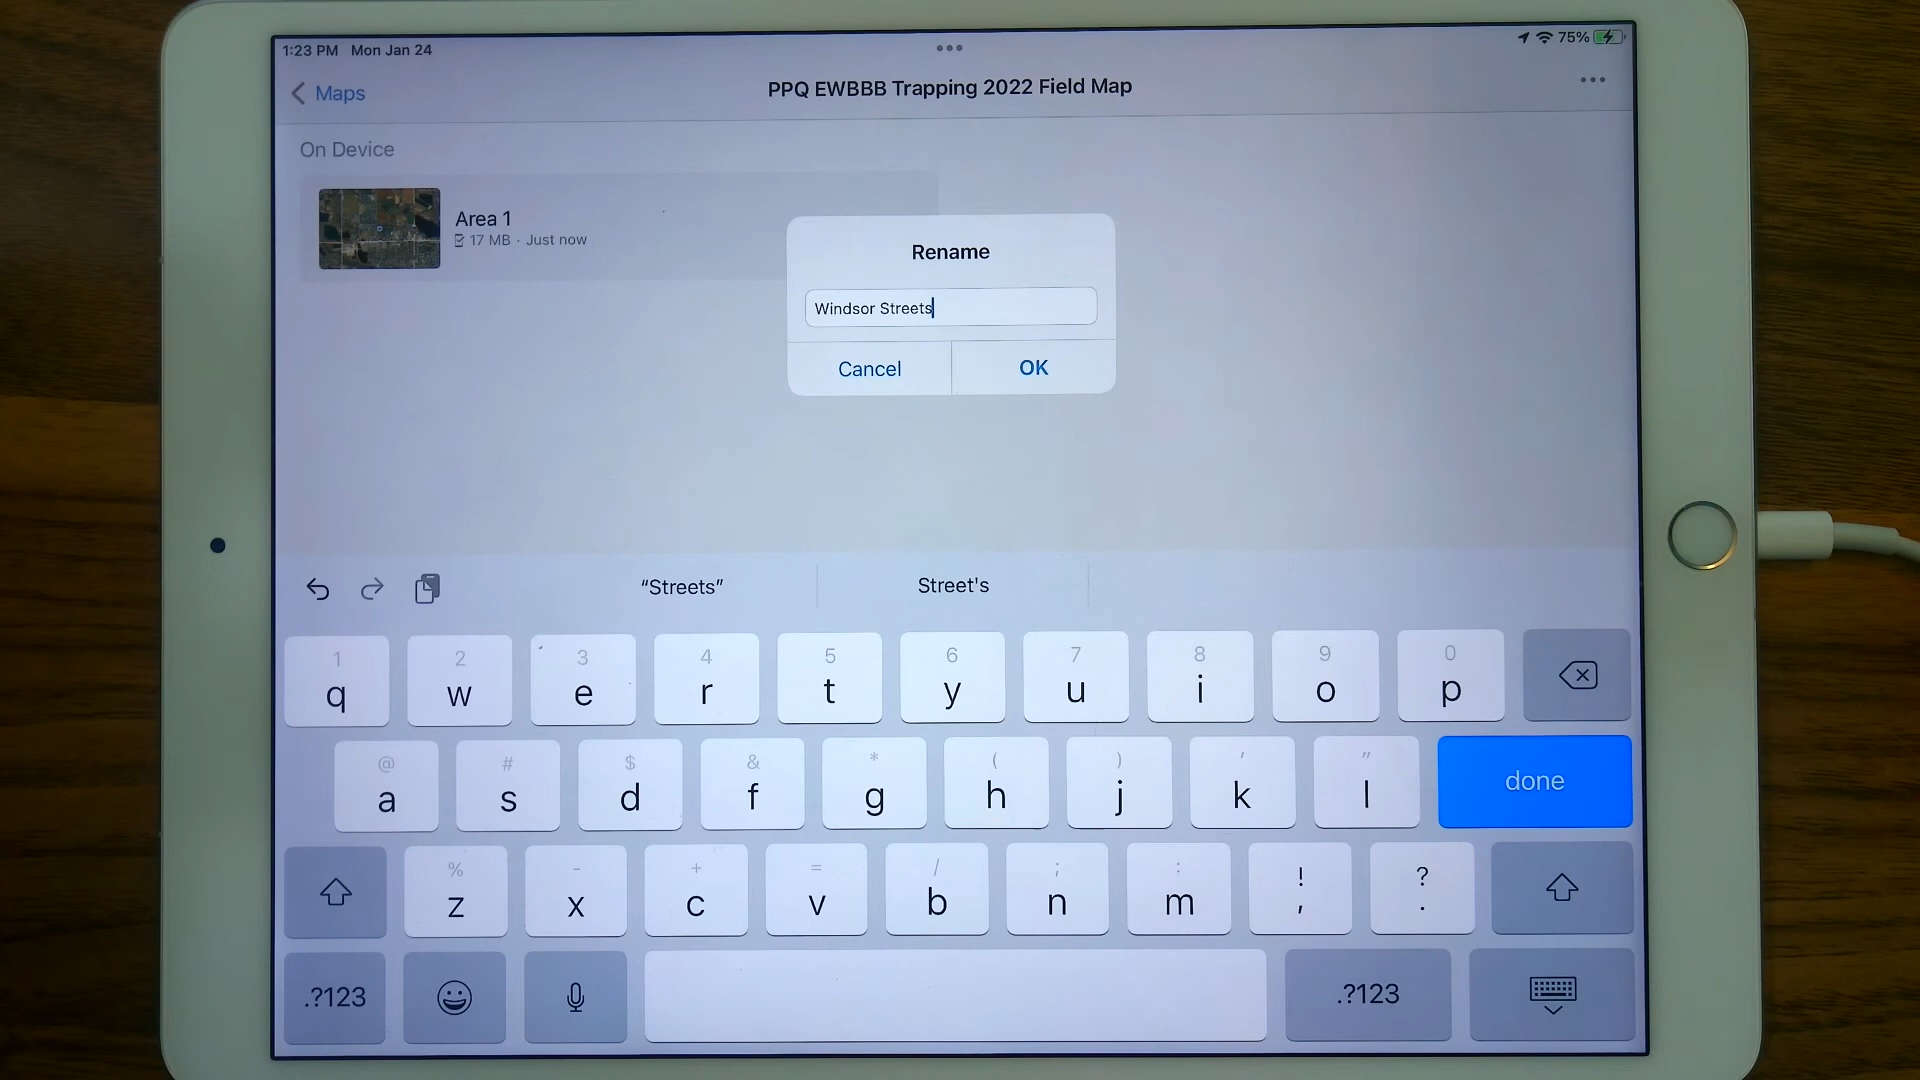 1:23 PM Mon Jan 24
75%
Maps
PPQ EWBBB Trapping 2022 Field Map
On Device
Area 1
17 MB · Just now
Rename
Windsor Streets
Cancel OK
“Streets” Street's
1 2 3 4 5 6 7 8 9 0
q w e r t y u i o p
@ # $ & * ( ) ' "
a s d f g h j k l done
% - + = / ; : ! ?
z x c v b n m , .
.?123 .?123